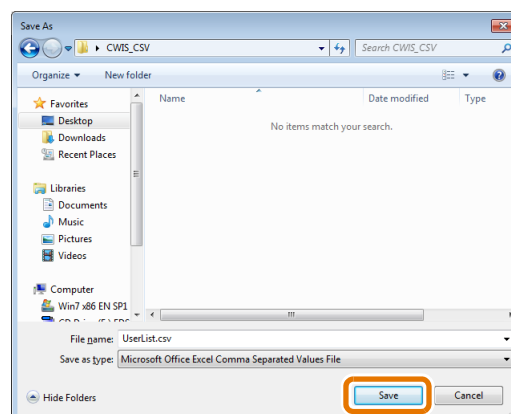 Save As
CWIS_CSV
Search CWIS_CSV
Organize
New folder
Name
Date modified
Type
No items match your search.
Favorites
Desktop
Downloads
Recent Places
Libraries
Documents
Music
Pictures
Videos
Computer
Win7 x86 EN SP1
File name: UserList.csv
Save as type: Microsoft Office Excel Comma Separated Values File
Hide Folders
Save
Cancel